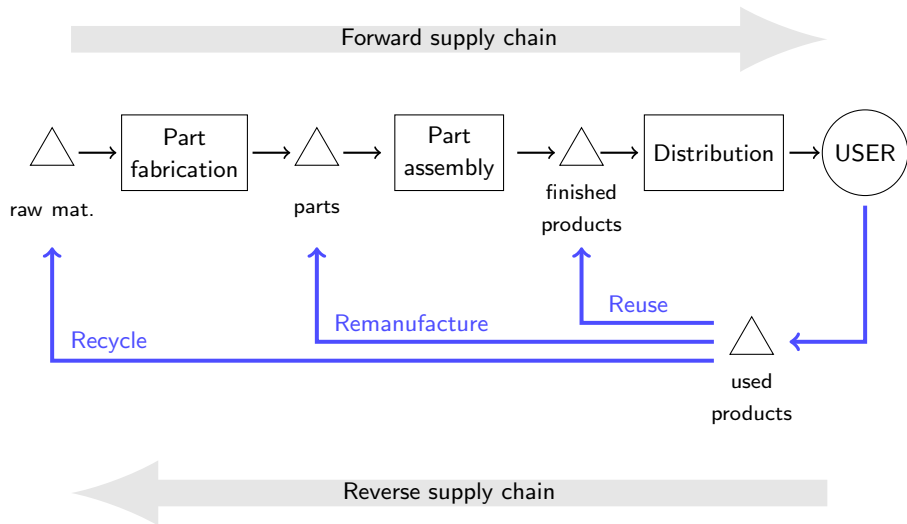 Forward supply chain
Part
fabrication
Part
assembly
Distribution
USER
raw mat.
parts
finished
products
Reuse
Remanufacture
Recycle
used
products
Reverse supply chain